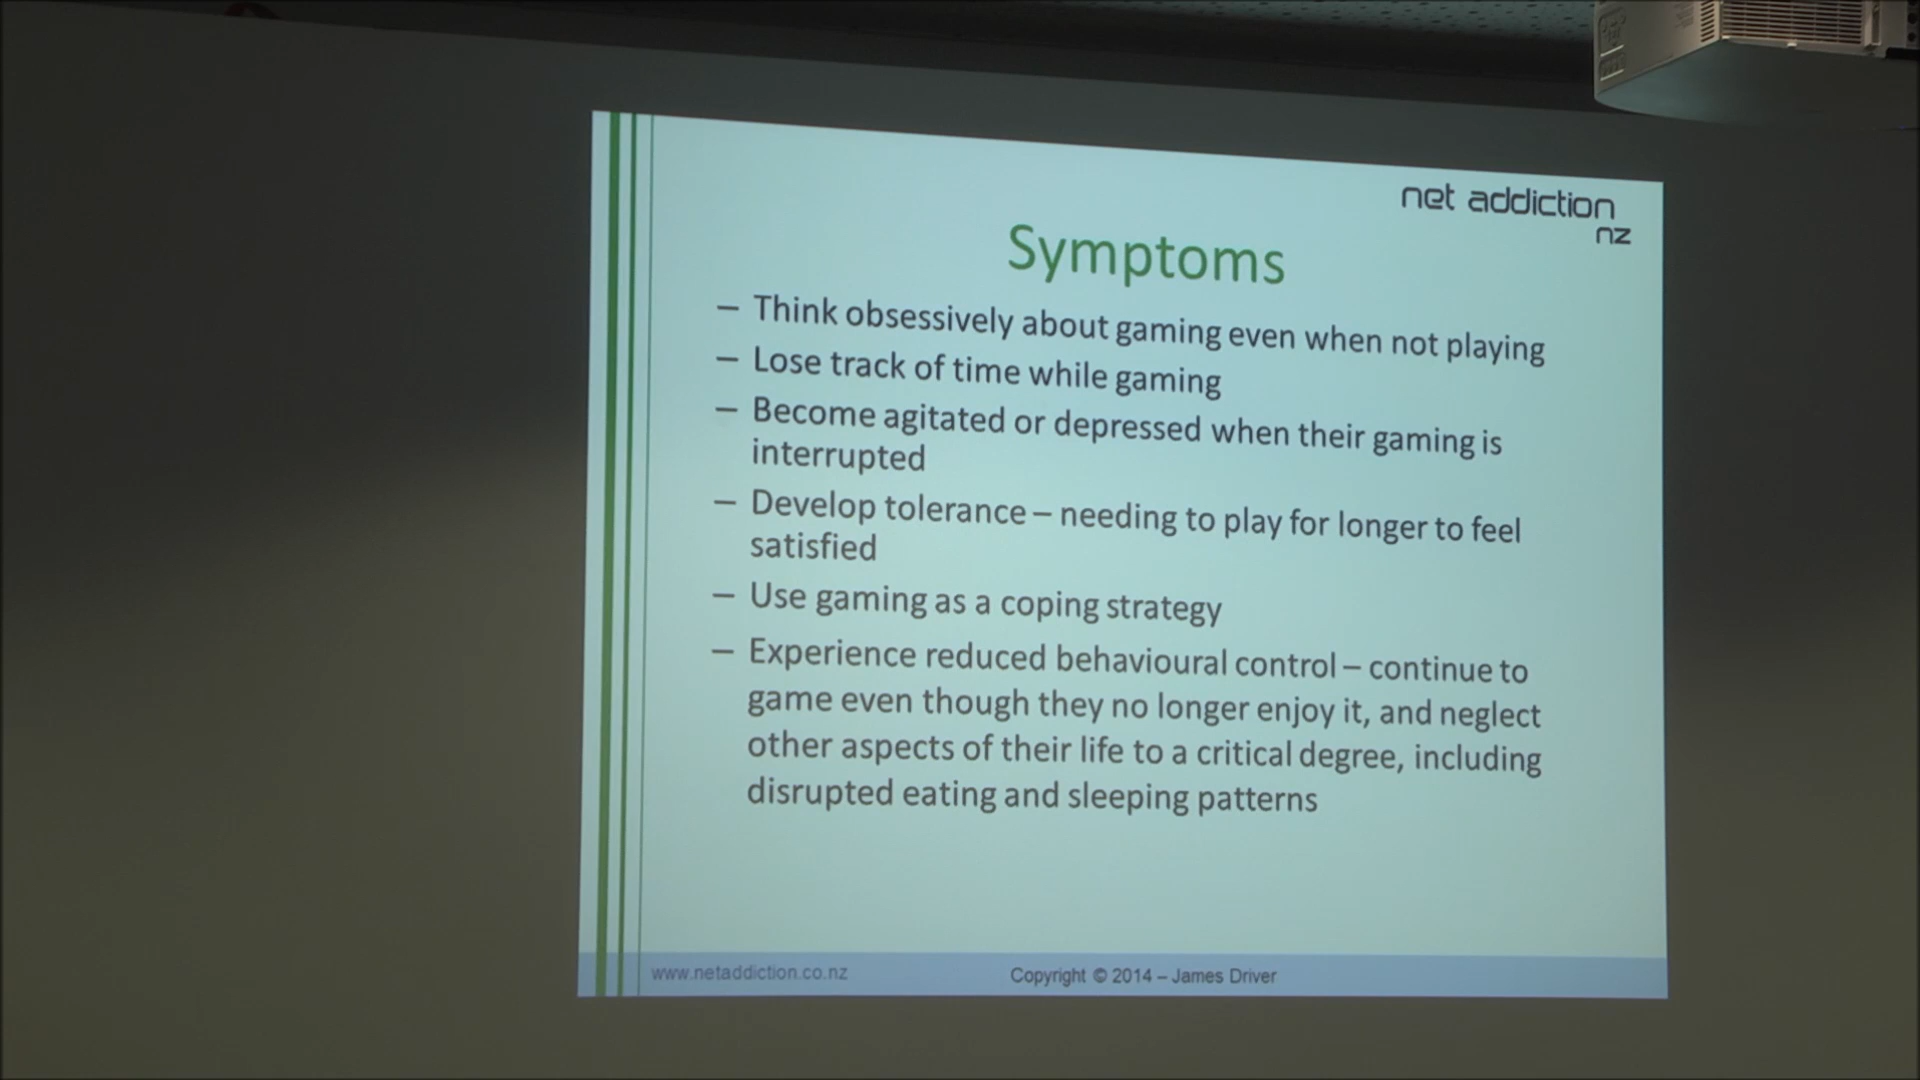 net addiction
nz
Symptoms
– Think obsessively about gaming even when not playing
– Lose track of time while gaming
– Become agitated or depressed when their gaming is
interrupted
– Develop tolerance – needing to play for longer to feel
satisfied
– Use gaming as a coping strategy
– Experience reduced behavioural control – continue to
game even though they no longer enjoy it, and neglect
other aspects of their life to a critical degree, including
disrupted eating and sleeping patterns
www.netaddiction.co.nz
Copyright © 2014 – James Driver